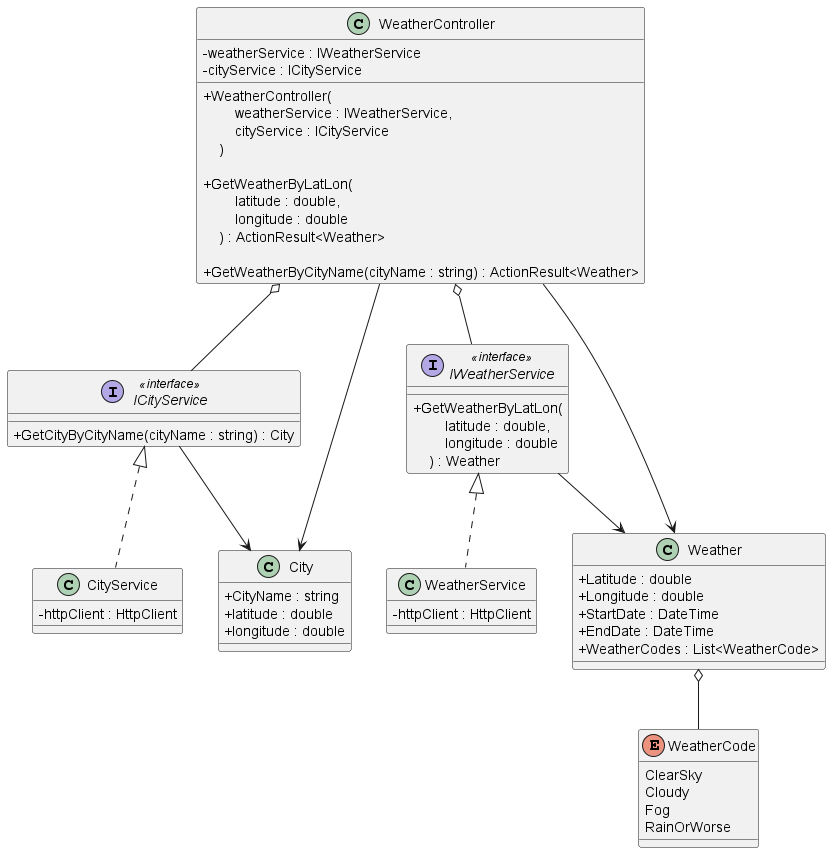 C WeatherController
-weatherService : IWeatherService
-cityService : ICityService
+WeatherController(
weatherService : IWeatherService,
cityService : ICityService
)
+GetWeatherByLatLon(
latitude : double,
longitude : double
) : ActionResult<Weather>
+GetWeatherByCityName(cityName : string) : ActionResult<Weather>
«interface»
I ICityService
+GetCityByCityName(cityName : string) : City
«interface»
I IWeatherService
+GetWeatherByLatLon(
latitude : double,
longitude : double
) : Weather
C CityService
-httpClient : HttpClient
C City
+CityName : string
+latitude : double
+longitude : double
C WeatherService
-httpClient : HttpClient
C Weather
+Latitude : double
+Longitude : double
+StartDate : DateTime
+EndDate : DateTime
+WeatherCodes : List<WeatherCode>
E WeatherCode
ClearSky
Cloudy
Fog
RainOrWorse